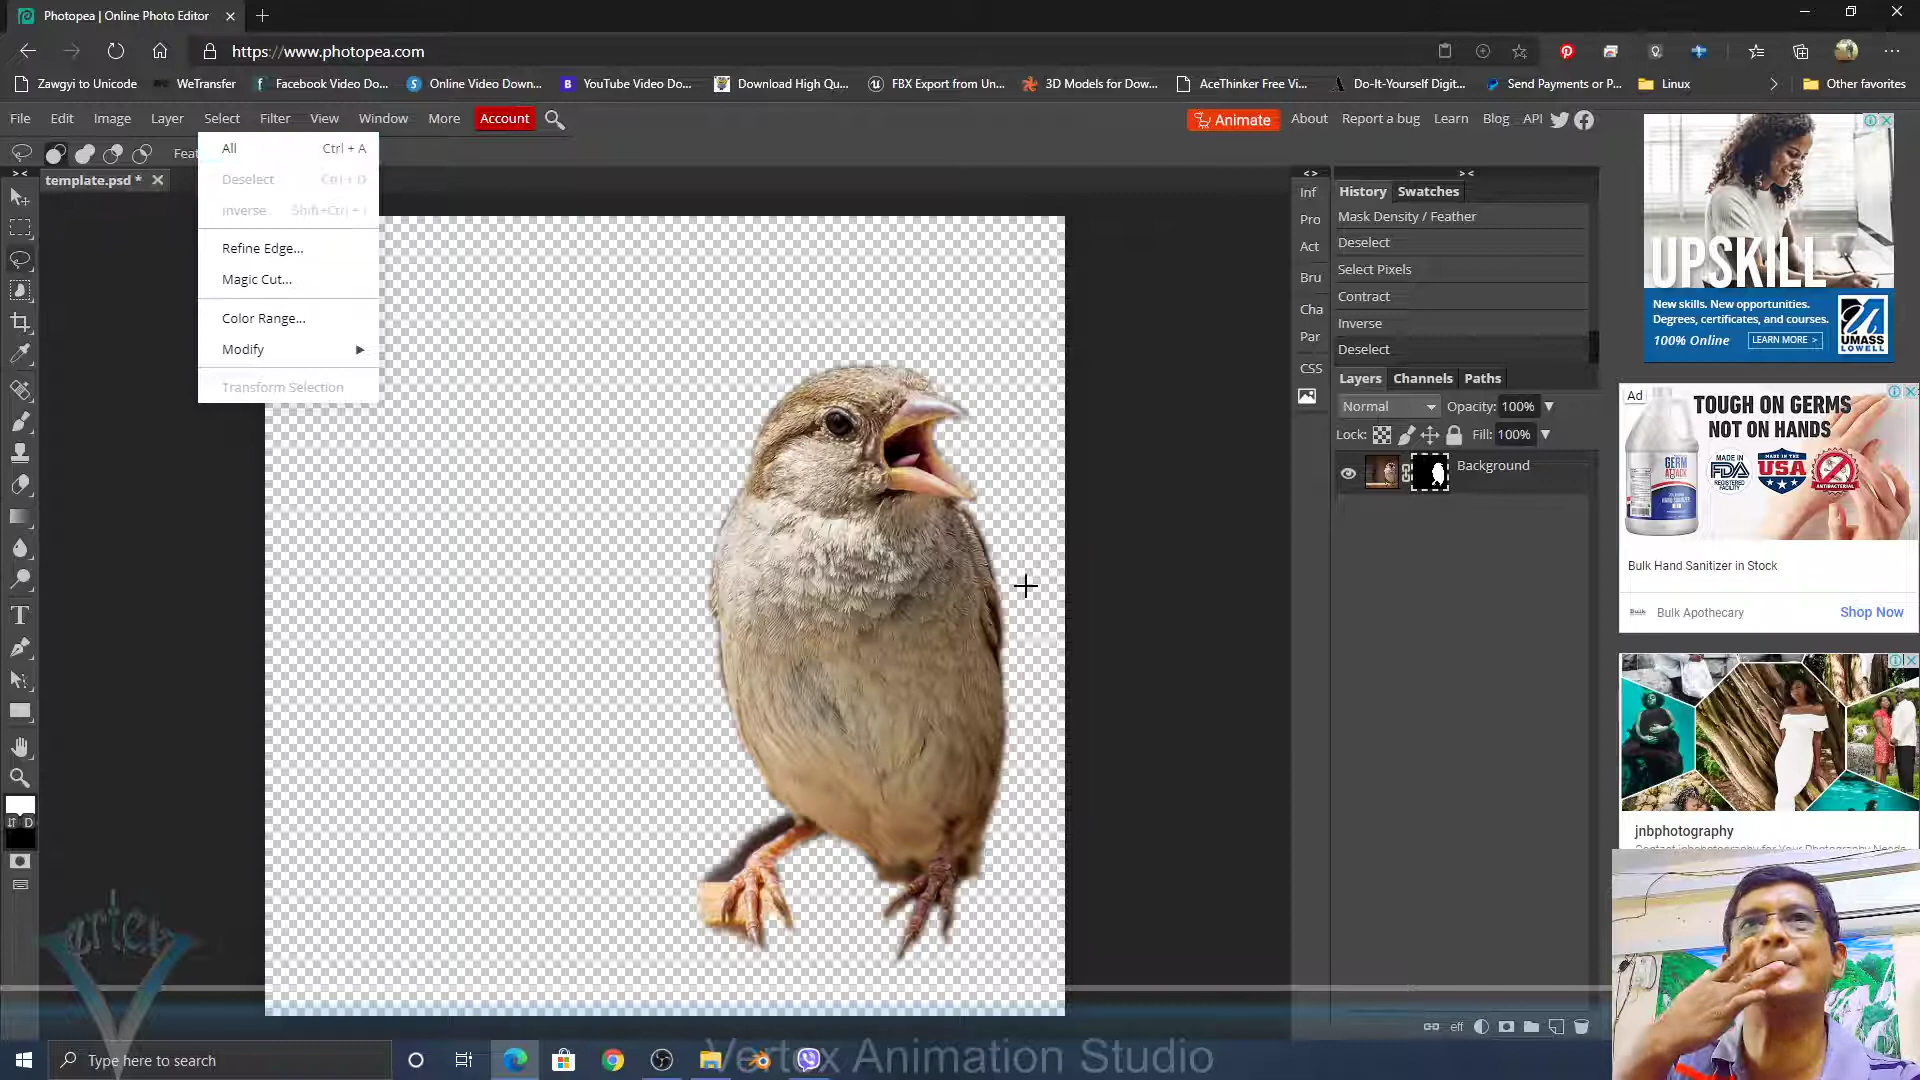 Photopea | Online Photo Editor
https://www.photopea.com
Zawgyi to Unicode
WeTransfer
Facebook Video Do...
Online Video Down...
YouTube Video Do...
Download High Qu...
FBX Export from Un...
3D Models for Dow...
AceThinker Free Vi...
Do-It-Yourself Digit...
Send Payments or P...
Linux
Other favorites
File Edit Image Layer Select Filter View Window More Account
Animate About Report a bug Learn Blog API
template.psd *
All Ctrl + A
Deselect Ctrl + D
Inverse Shift+Ctrl + I
Refine Edge...
Magic Cut...
Color Range...
Modify
Transform Selection
Inf
Pro
Act
Bru
Cha
Par
CSS
History Swatches
Mask Density / Feather
Deselect
Select Pixels
Contract
Inverse
Deselect
Layers Channels Paths
Normal Opacity: 100%
Lock: Fill: 100%
Background
eff
UPSKILL
New skills. New opportunities.
Degrees, certificates, and courses.
100% Online LEARN MORE >
UMASS
LOWELL
Ad
TOUGH ON GERMS
NOT ON HANDS
MADE IN
FDA
REGISTERED
FACILITY
MADE IN
USA
ANTIBACTERIAL
GERM
ATTACK
Bulk Hand Sanitizer in Stock
Bulk Apothecary
Shop Now
jnbphotography
D
Type here to search
Vertex Animation Studio